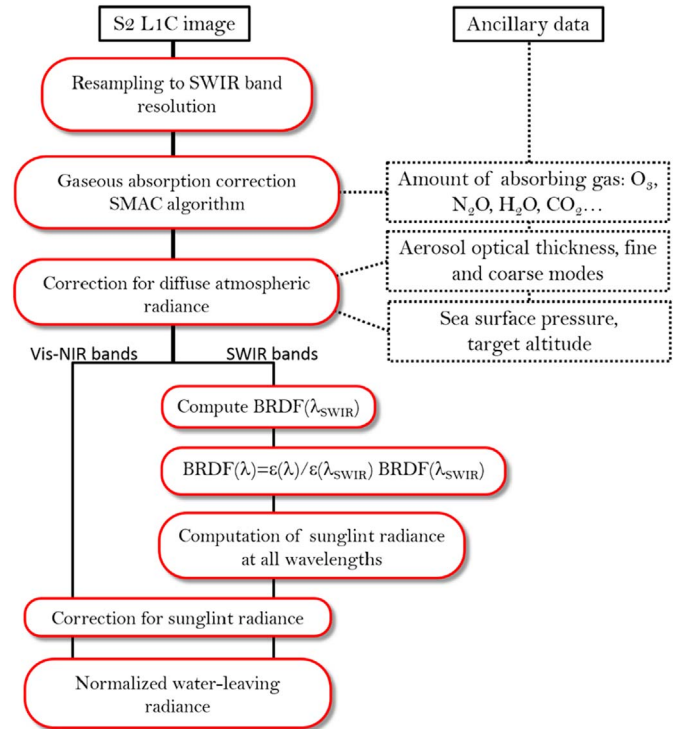 S2 L1C image
Ancillary data
Resampling to SWIR band
resolution
Gaseous absorption correction
SMAC algorithm
Amount of absorbing gas: O₃,
N₂O, H₂O, CO₂…
Aerosol optical thickness, fine
and coarse modes
Correction for diffuse atmospheric
radiance
Sea surface pressure,
target altitude
Vis-NIR bands
SWIR bands
Compute BRDF(λSWIR)
BRDF(λ)=ε(λ)/ε(λSWIR) BRDF(λSWIR)
Computation of sunglint radiance
at all wavelengths
Correction for sunglint radiance
Normalized water-leaving
radiance